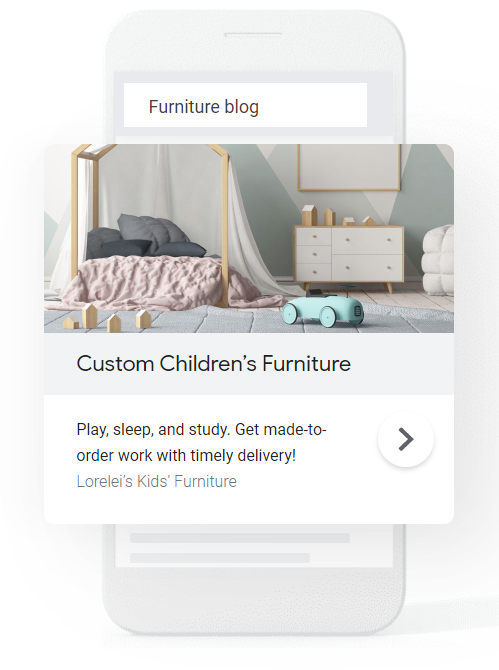 Furniture blog
Custom Children’s Furniture
Play, sleep, and study. Get made-to-
order work with timely delivery!
Lorelei’s Kids’ Furniture